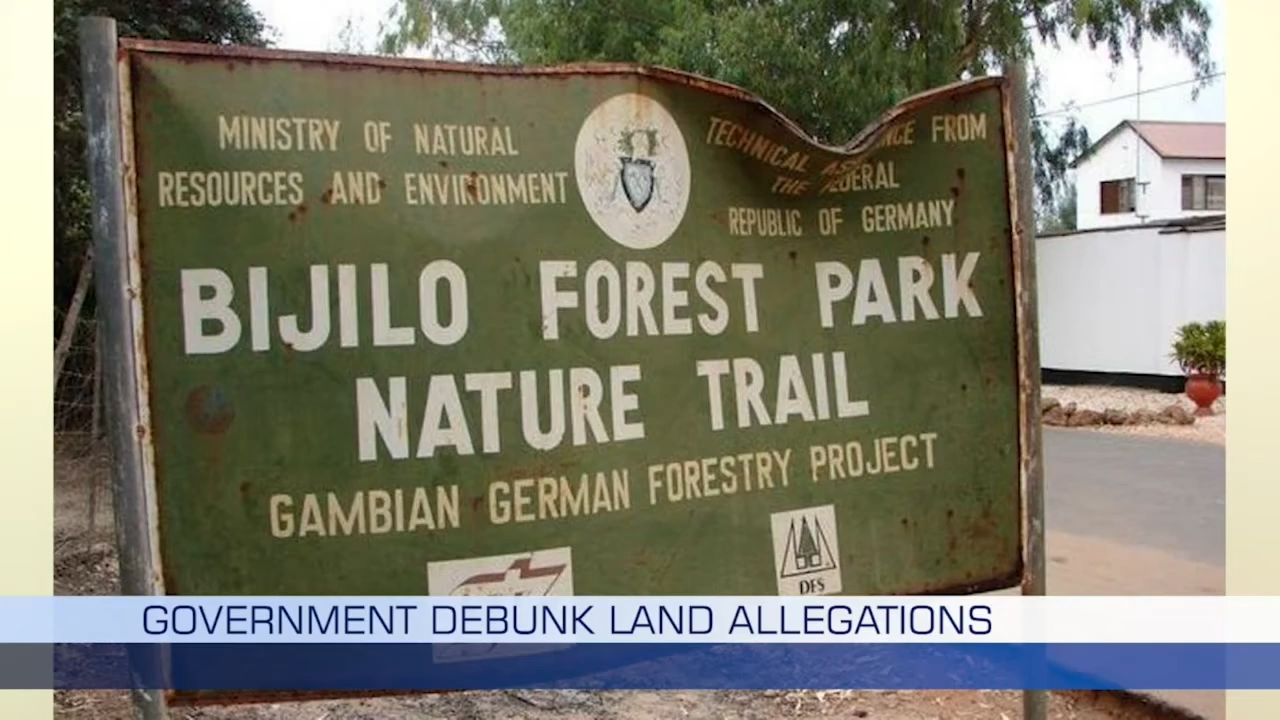 MINISTRY OF NATURAL
RESOURCES AND ENVIRONMENT
TECHNICAL FROM
THE
REPUBLIC OF GERMANY
BIJILO FOREST PARK
NATURE TRAIL
GAMBIAN GERMAN FORESTRY PROJECT
DFS
GOVERNMENT DEBUNK LAND ALLEGATIONS